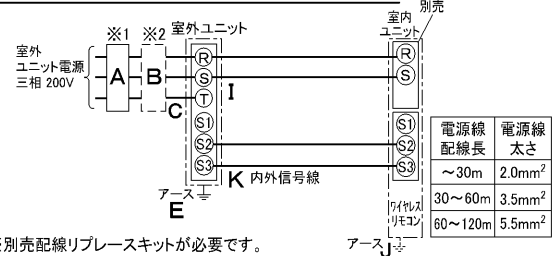 別売
※1 ※2 室外ユニット 室内ユニット
室外
ユニット電源
三相 200V
A B R R
S I S
C T
S1 S1
S2 S2
S3 S3
K 内外信号線
アース
E
ワイヤレス
リモコン
アース J
電源線配線長 電源線太さ
～30m 2.0mm²
30～60m 3.5mm²
60～120m 5.5mm²
※別売配線リプレースキットが必要です。